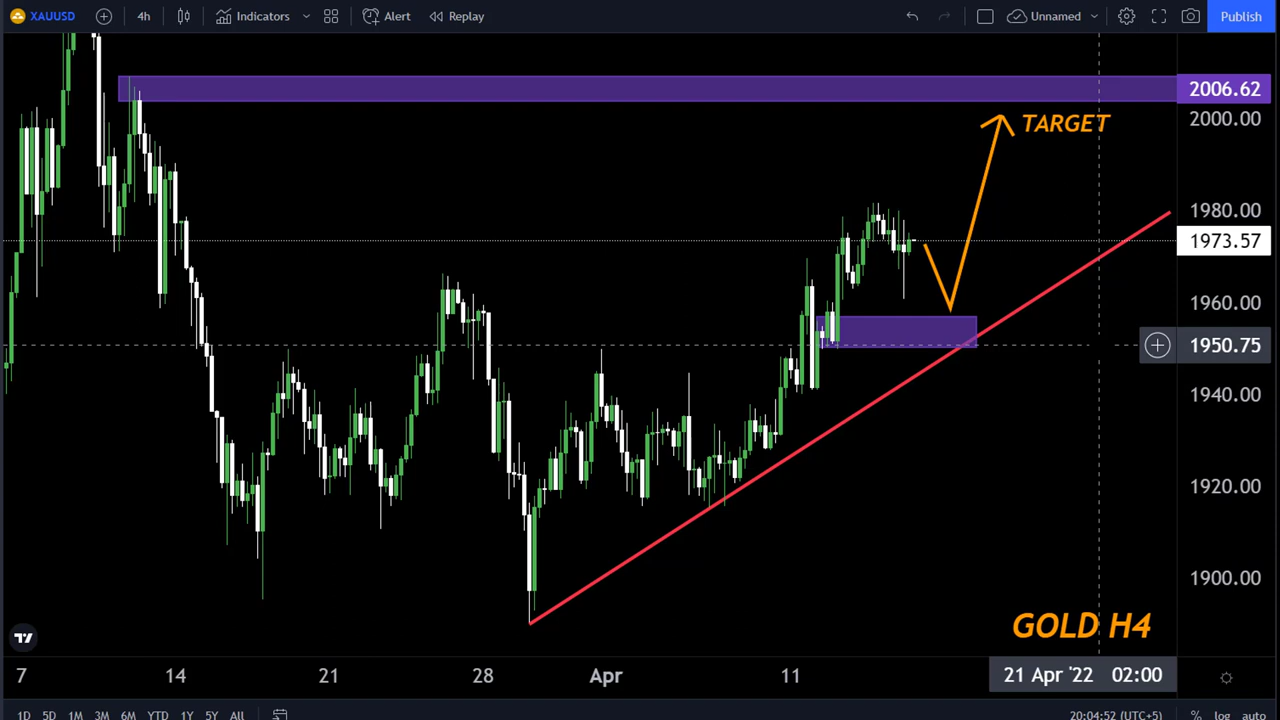 XAUUSD 4h Indicators Alert Replay Unnamed Publish
2006.62
2000.00
TARGET
1980.00
1973.57
1960.00
1950.75
1940.00
1920.00
1900.00
GOLD H4
7 14 21 28 Apr 11 21 Apr '22 02:00
1D 5D 1M 3M 6M YTD 1Y 5Y All 20:04:52 (UTC+5) % log auto